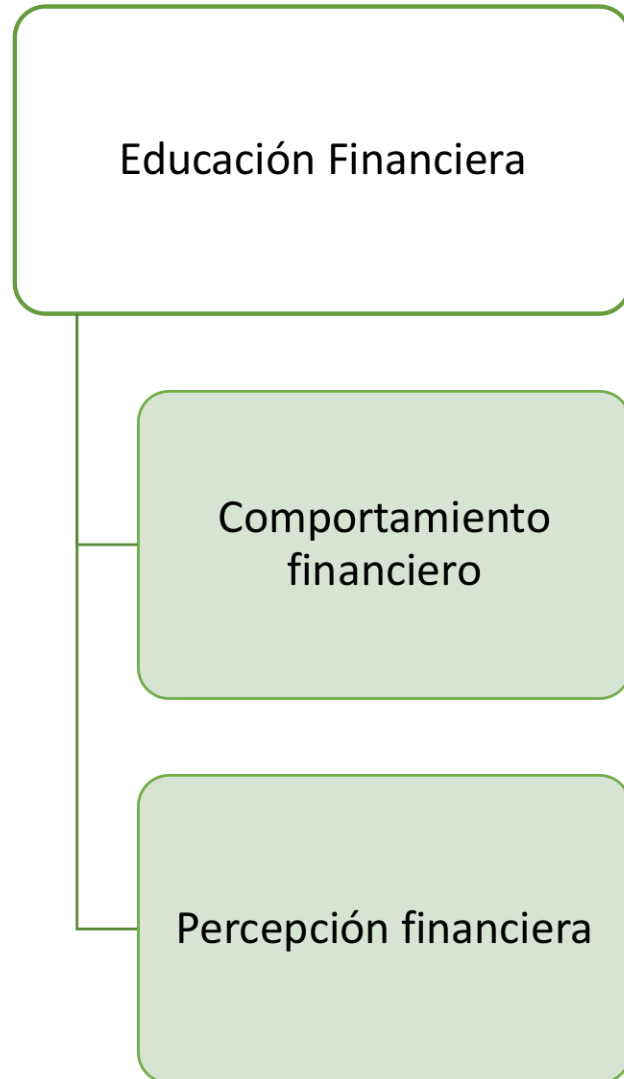 Educación Financiera
Comportamiento
financiero
Percepción financiera